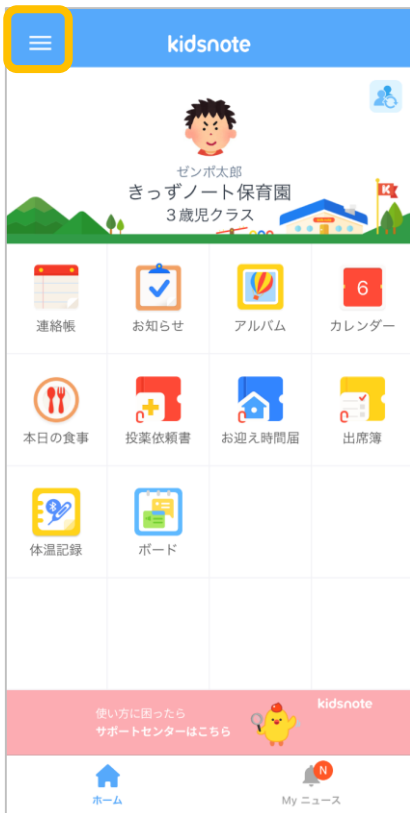 kidsnote
ゼンポ太郎
きっずノート保育園
3歳児クラス
K
6
連絡帳
お知らせ
アルバム
カレンダー
本日の食事
投薬依頼書
お迎え時間届
出席簿
体温記録
ボード
kidsnote
使い方に困ったら
サポートセンターはこちら
N
ホーム
My ニュース